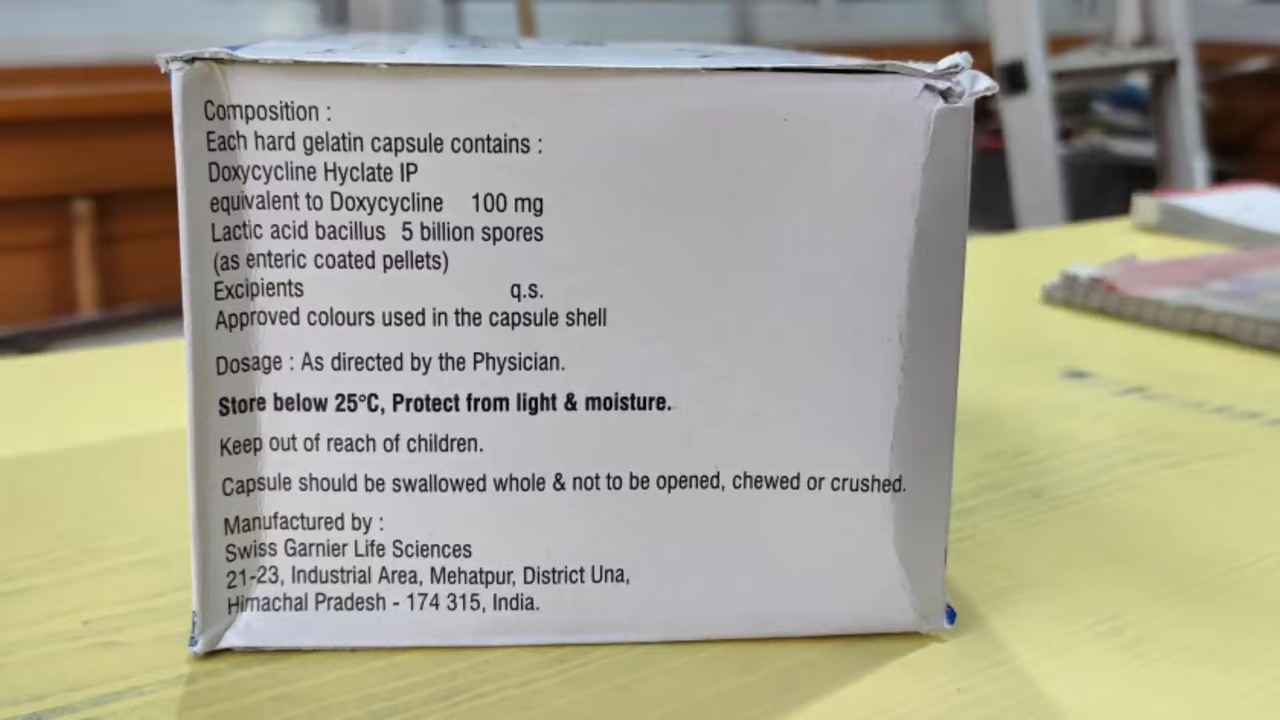 Composition :
Each hard gelatin capsule contains :
Doxycycline Hyclate IP
equivalent to Doxycycline 100 mg
Lactic acid bacillus 5 billion spores
(as enteric coated pellets)
Excipients q.s.
Approved colours used in the capsule shell
Dosage : As directed by the Physician.
Store below 25°C, Protect from light & moisture.
Keep out of reach of children.
Capsule should be swallowed whole & not to be opened, chewed or crushed.
Manufactured by :
Swiss Garnier Life Sciences
21-23, Industrial Area, Mehatpur, District Una,
Himachal Pradesh - 174 315, India.